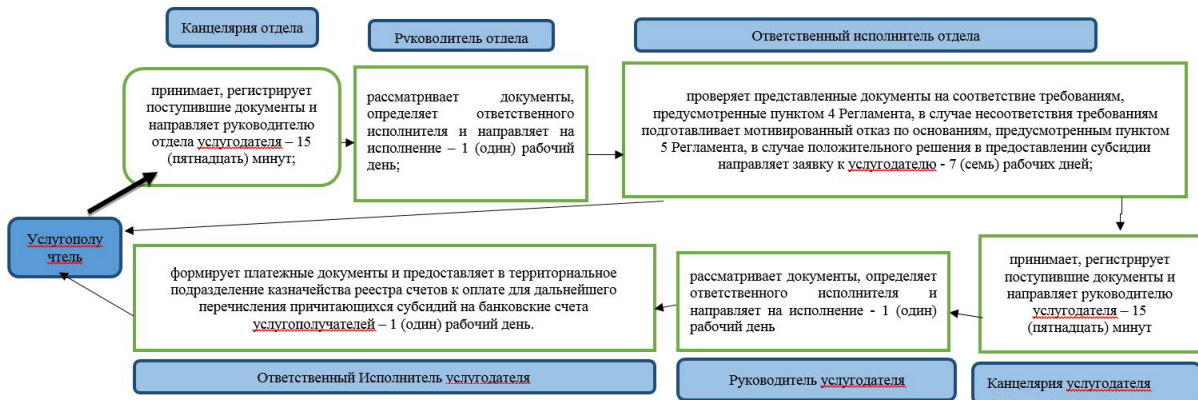 Канцелярия отдела
Руководитель отдела
Ответственный исполнитель отдела
принимает, регистрирует
поступившие документы и
направляет руководителю
отдела услугодателя – 15
(пятнадцать) минут;
рассматривает документы,
определяет ответственного
исполнителя и направляет на
исполнение – 1 (один) рабочий
день;
проверяет представленные документы на соответствие требованиям,
предусмотренные пунктом 4 Регламента, в случае несоответствия требованиям
подготавливает мотивированный отказ по основаниям, предусмотренным пунктом
5 Регламента, в случае положительного решения в предоставлении субсидии
направляет заявку к услугодателю - 7 (семь) рабочих дней;
Услугополу
чтель
формирует платежные документы и предоставляет в территориальное
подразделение казначейства реестра счетов к оплате для дальнейшего
перечисления причитающихся субсидий на банковские счета
услугополучателей – 1 (один) рабочий день.
рассматривает документы, определяет
ответственного исполнителя и
направляет на исполнение - 1 (один)
рабочий день
принимает, регистрирует
поступившие документы и
направляет руководителю
услугодателя – 15
(пятнадцать) минут
Ответственный Исполнитель услугодателя
Руководитель услугодателя
Канцелярия услугодателя